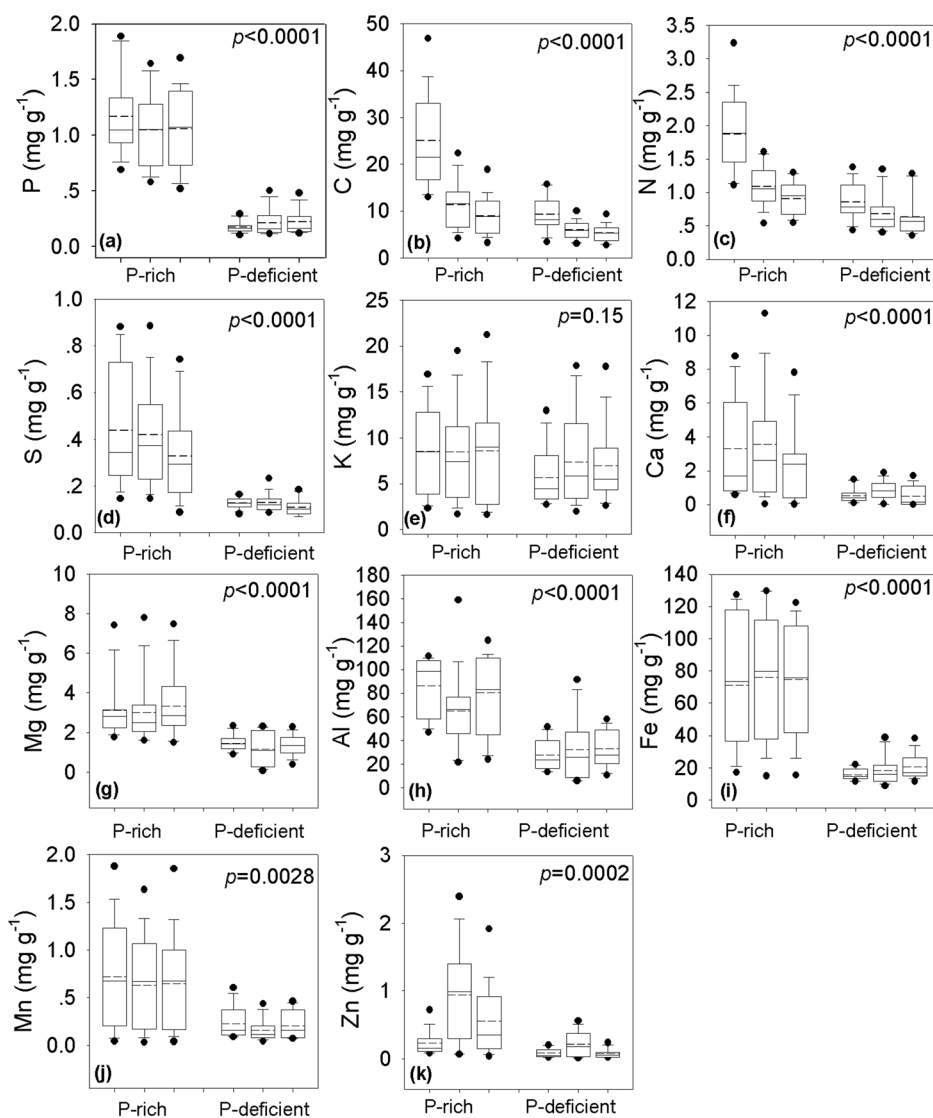 2.0
1.5
1.0
.5
0.0
P (mg g-1)
p<0.0001
(a)
P-rich P-deficient
50
40
30
20
10
0
C (mg g-1)
p<0.0001
(b)
P-rich P-deficient
3.5
3.0
2.5
2.0
1.5
1.0
.5
0.0
N (mg g-1)
p<0.0001
(c)
P-rich P-deficient
1.0
.8
.6
.4
.2
0.0
S (mg g-1)
p<0.0001
(d)
P-rich P-deficient
25
20
15
10
5
0
K (mg g-1)
p=0.15
(e)
P-rich P-deficient
12
10
8
6
4
2
0
Ca (mg g-1)
p<0.0001
(f)
P-rich P-deficient
10
8
6
4
2
0
Mg (mg g-1)
p<0.0001
(g)
P-rich P-deficient
180
160
140
120
100
80
60
40
20
0
Al (mg g-1)
p<0.0001
(h)
P-rich P-deficient
140
120
100
80
60
40
20
0
Fe (mg g-1)
p<0.0001
(i)
P-rich P-deficient
2.0
1.5
1.0
.5
0.0
Mn (mg g-1)
p=0.0028
(j)
P-rich P-deficient
3
2
1
0
Zn (mg g-1)
p=0.0002
(k)
P-rich P-deficient